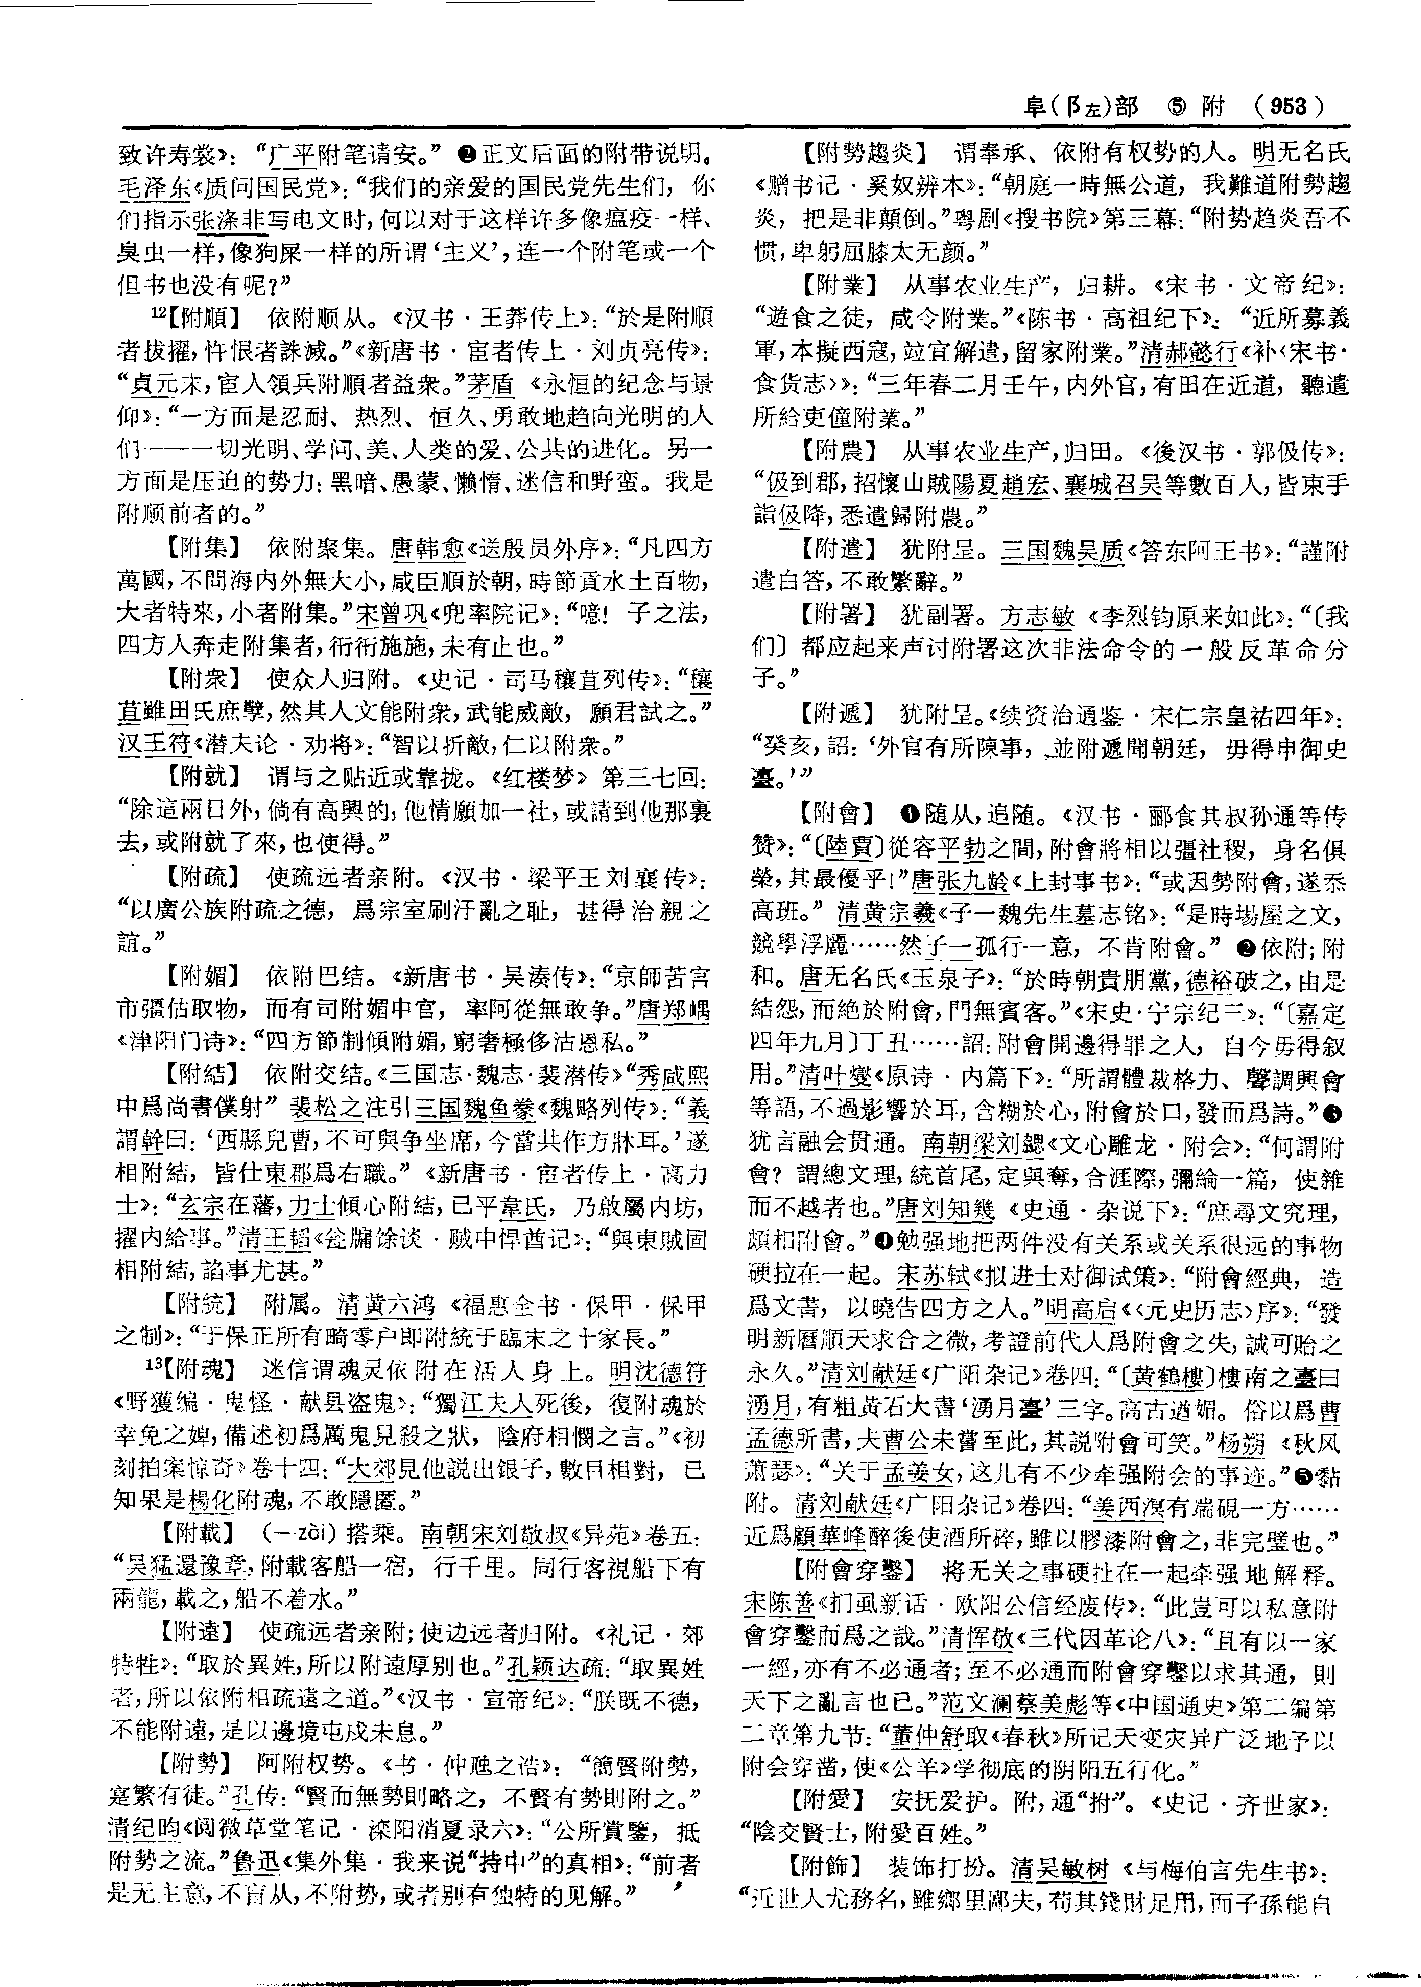 阜(阝左)部 ⑤ 附 (953)
致许寿裳》：“广平附笔请安。”❷正文后面的附带说明。
毛泽东《质问国民党》：“我们的亲爱的国民党先生们，你
们指示张涤非写电文时，何以对于这样许多像瘟疫一样、
臭虫一样，像狗屎一样的所谓‘主义’，连一个附笔或一个
但书也没有呢？”
¹²【附順】 依附顺从。《汉书·王莽传上》：“於是附順
者拔擢，忤恨者誅滅。”《新唐书·宦者传上·刘贞亮传》：
“貞元末，宦人領兵附順者益衆。”茅盾《永恒的纪念与景
仰》：“一方面是忍耐、热烈、恒久、勇敢地趋向光明的人
们——一切光明、学问、美、人类的爱、公共的进化。另一
方面是压迫的势力：黑暗、愚蒙、懒惰、迷信和野蛮。我是
附顺前者的。”
【附集】 依附聚集。唐韩愈《送殷员外序》：“凡四方
萬國，不問海内外無大小，咸臣順於朝，時節貢水土百物，
大者特來，小者附集。”宋曾巩《兜率院记》：“噫！子之法，
四方人奔走附集者，衎衎施施，未有止也。”
【附衆】 使众人归附。《史记·司马穰苴列传》：“穰
苴雖田氏庶孽，然其人文能附衆，武能威敵，願君試之。”
汉王符《潜夫论·劝将》：“智以折敵，仁以附衆。”
【附就】 谓与之贴近或靠拢。《红楼梦》第三七回：
“除這兩日外，倘有高興的，他情願加一社，或請到他那裏
去，或附就了來，也使得。”
【附疏】 使疏远者亲附。《汉书·梁平王刘襄传》：
“以廣公族附疏之德，爲宗室刷汙亂之耻，甚得治親之
誼。”
【附媚】 依附巴结。《新唐书·吴凑传》：“京師苦宫
市彊估取物，而有司附媚中官，率阿從無敢争。”唐郑嵎
《津阳门诗》：“四方節制傾附媚，窮奢極侈沽恩私。”
【附結】 依附交结。《三国志·魏志·裴潜传》“秀咸熙
中爲尚書僕射”裴松之注引三国魏鱼豢《魏略列传》：“義
謂幹曰：‘西縣兒曹，不可與争坐席，今當共作方牀耳。’遂
相附結，皆仕東郡爲右職。”《新唐书·宦者传上·高力
士》：“玄宗在藩，力士傾心附結，已平韋氏，乃啟屬内坊，
擢内給事。”清王韬《瓮牖馀谈·贼中悍酋记》：“與東賊固
相附結，諂事尤甚。”
【附統】 附属。清黄六鸿《福惠全书·保甲·保甲
之制》：“于保正所有畸零户即附統于臨末之十家長。”
¹³【附魂】 迷信谓魂灵依附在活人身上。明沈德符
《野獲编·鬼怪·献县盗鬼》：“獨江夫人死後，復附魂於
幸免之婢，備述初爲厲鬼見殺之狀，陰府相憫之言。”《初
刻拍案惊奇》卷十四：“大郊見他説出銀子，數目相對，已
知果是楊化附魂，不敢隱匿。”
【附載】 （—zài）搭乘。南朝宋刘敬叔《异苑》卷五：
“吴猛還豫章，附載客船一宿，行千里。同行客視船下有
兩龍，載之，船不着水。”
【附遠】 使疏远者亲附；使边远者归附。《礼记·郊
特牲》：“取於異姓，所以附遠厚别也。”孔颖达疏：“取異姓
者，所以依附相疏遠之道。”《汉书·宣帝纪》：“朕既不德，
不能附遠，是以邊境屯戍未息。”
【附勢】 阿附权势。《书·仲虺之诰》：“簡賢附勢，
寔繁有徒。”孔传：“賢而無勢則略之，不賢有勢則附之。”
清纪昀《阅微草堂笔记·滦阳消夏录六》：“公所賞鑒，抵
附勢之流。”鲁迅《集外集·我来说“持中”的真相》：“前者
是无主意，不盲从，不附势，或者别有独特的见解。”
【附勢趨炎】 谓奉承、依附有权势的人。明无名氏
《赠书记·奚奴辨本》：“朝庭一時無公道，我難道附勢趨
炎，把是非顛倒。”粤剧《搜书院》第三幕：“附势趋炎吾不
惯，卑躬屈膝太无颜。”
【附業】 从事农业生产，归耕。《宋书·文帝纪》：
“遊食之徒，咸令附業。”《陈书·高祖纪下》：“近所募義
軍，本擬西寇，竝宜解遣，留家附業。”清郝懿行《补〈宋书·
食货志〉》：“三年春二月壬午，内外官，有田在近道，聽遣
所給吏僮附業。”
【附農】 从事农业生产，归田。《後汉书·郭伋传》：
“伋到郡，招懷山賊陽夏趙宏、襄城召吴等數百人，皆束手
詣伋降，悉遣歸附農。”
【附遣】 犹附呈。三国魏吴质《答东阿王书》：“謹附
遣白答，不敢繁辭。”
【附署】 犹副署。方志敏《李烈钧原来如此》：“〔我
们〕都应起来声讨附署这次非法命令的一般反革命分
子。”
【附遞】 犹附呈。《续资治通鉴·宋仁宗皇祐四年》：
“癸亥，詔：‘外官有所陳事，並附遞聞朝廷，毋得申御史
臺。’”
【附會】 ❶随从，追随。《汉书·郦食其叔孙通等传
赞》：“〔陸賈〕從容平勃之間，附會將相以彊社稷，身名俱
榮，其最優乎！”唐张九龄《上封事书》：“或因勢附會，遂忝
高班。”清黄宗羲《子一魏先生墓志铭》：“是時場屋之文，
競學浮靡……然子一孤行一意，不肯附會。”❷依附；附
和。唐无名氏《玉泉子》：“於時朝貴朋黨，德裕破之，由是
結怨，而絶於附會，門無賓客。”《宋史·宁宗纪三》：“〔嘉定
四年九月〕丁丑……詔：附會開邊得罪之人，自今毋得叙
用。”清叶燮《原诗·内篇下》：“所謂體裁格力、聲調興會
等語，不過影響於耳，含糊於心，附會於口，發而爲詩。”❸
犹言融会贯通。南朝梁刘勰《文心雕龙·附会》：“何謂附
會？謂總文理，統首尾，定與奪，合涯際，彌綸一篇，使雜
而不越者也。”唐刘知幾《史通·杂说下》：“庶尋文究理，
頗相附會。”❹勉强地把两件没有关系或关系很远的事物
硬拉在一起。宋苏轼《拟进士对御试策》：“附會經典，造
爲文書，以曉告四方之人。”明高启《〈元史历志〉序》：“發
明新曆順天求合之微，考證前代人爲附會之失，誠可貽之
永久。”清刘献廷《广阳杂记》卷四：“〔黄鶴樓〕樓南之臺曰
湧月，有粗黄石大書‘湧月臺’三字。高古遒媚。俗以爲曹
孟德所書，夫曹公未嘗至此，其説附會可笑。”杨朔《秋风
萧瑟》：“关于孟姜女，这儿有不少牵强附会的事迹。”❺黏
附。清刘献廷《广阳杂记》卷四：“姜西溟有端硯一方……
近爲顧華峰醉後使酒所碎，雖以膠漆附會之，非完璧也。”
【附會穿鑿】 将无关之事硬扯在一起牵强地解释。
宋陈善《扪虱新话·欧阳公信经废传》：“此豈可以私意附
會穿鑿而爲之哉。”清恽敬《三代因革论八》：“且有以一家
一經，亦有不必通者；至不必通而附會穿鑿以求其通，則
天下之亂言也已。”范文澜蔡美彪等《中国通史》第二编第
二章第九节：“董仲舒取《春秋》所记天变灾异广泛地予以
附会穿凿，使《公羊》学彻底的阴阳五行化。”
【附愛】 安抚爱护。附，通“拊”。《史记·齐世家》：
“陰交賢士，附愛百姓。”
【附飾】 装饰打扮。清吴敏树《与梅伯言先生书》：
“近世人尤務名，雖鄉里鄙夫，苟其錢財足用，而子孫能自